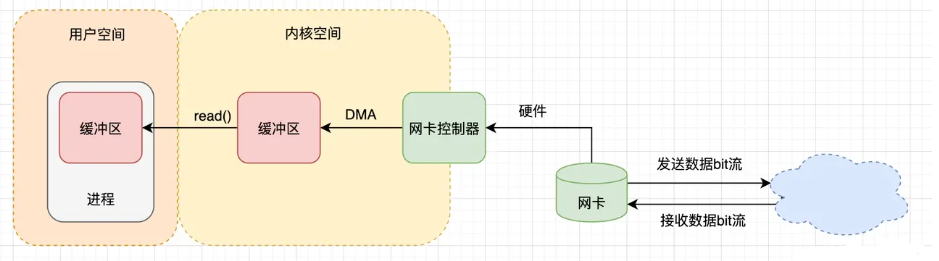 用户空间
内核空间
缓冲区
进程
read()
缓冲区
DMA
网卡控制器
硬件
网卡
发送数据bit流
接收数据bit流